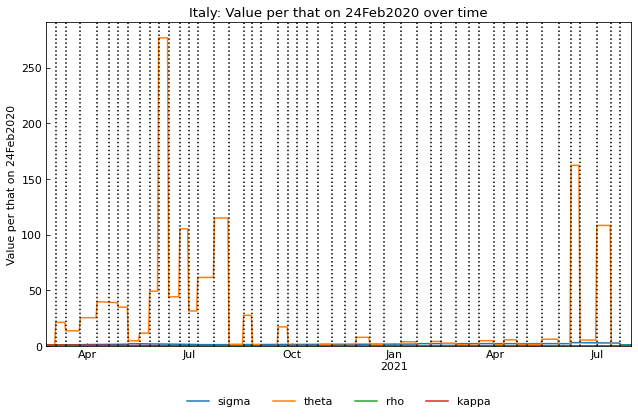 Italy: Value per that on 24Feb2020 over time
Value per that on 24Feb2020
250
200
150
100
50
0
Apr Jul Oct Jan Apr Jul
2021
sigma theta rho kappa